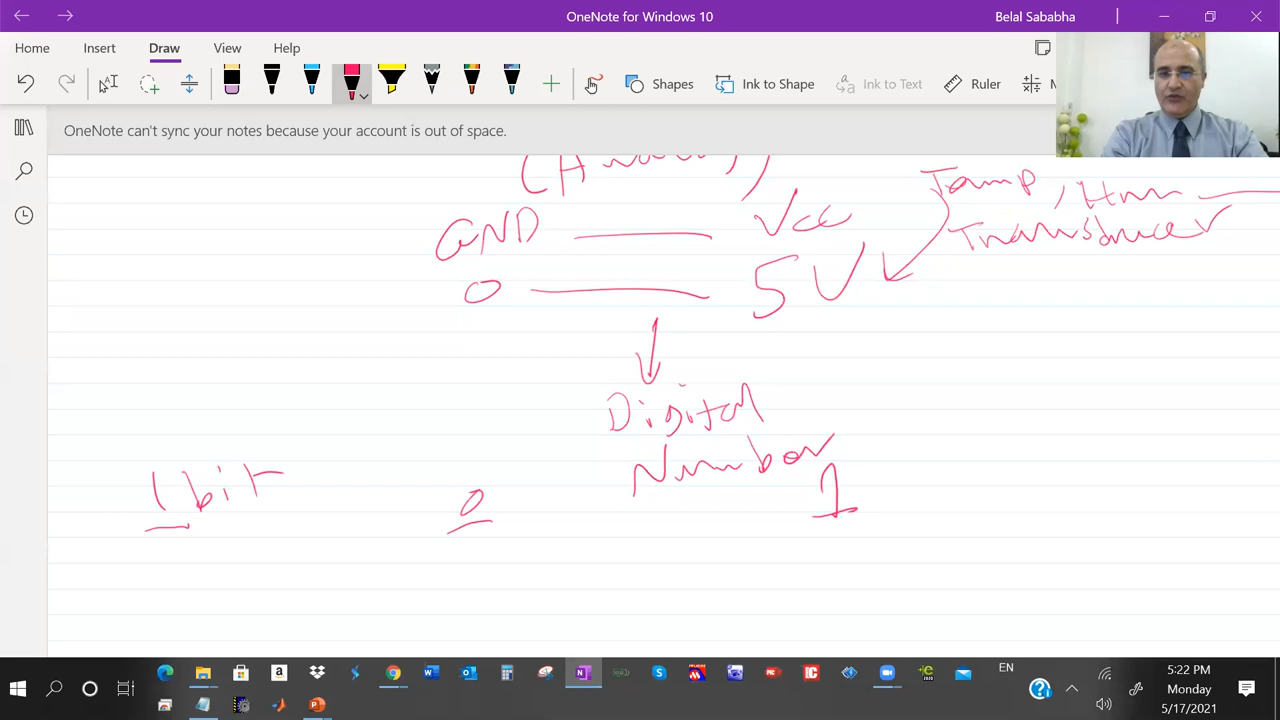 OneNote for Windows 10
Belal Sababha
Home Insert Draw View Help
Shapes Ink to Shape Ink to Text Ruler M
OneNote can't sync your notes because your account is out of space.
GND Vcc
0 5V
Temp, Hum
Transducer
Digital
Number
1 bit 0 1
EN
5:22 PM
Monday
5/17/2021